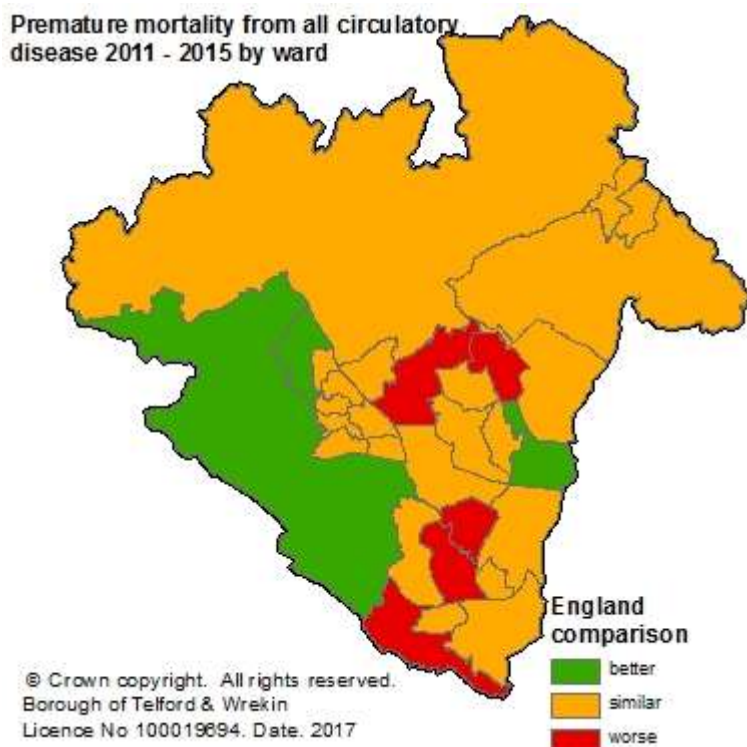 Premature mortality from all circulatory
disease 2011 - 2015 by ward
England
comparison
better
similar
worse
© Crown copyright. All rights reserved.
Borough of Telford & Wrekin
Licence No 100019694. Date. 2017